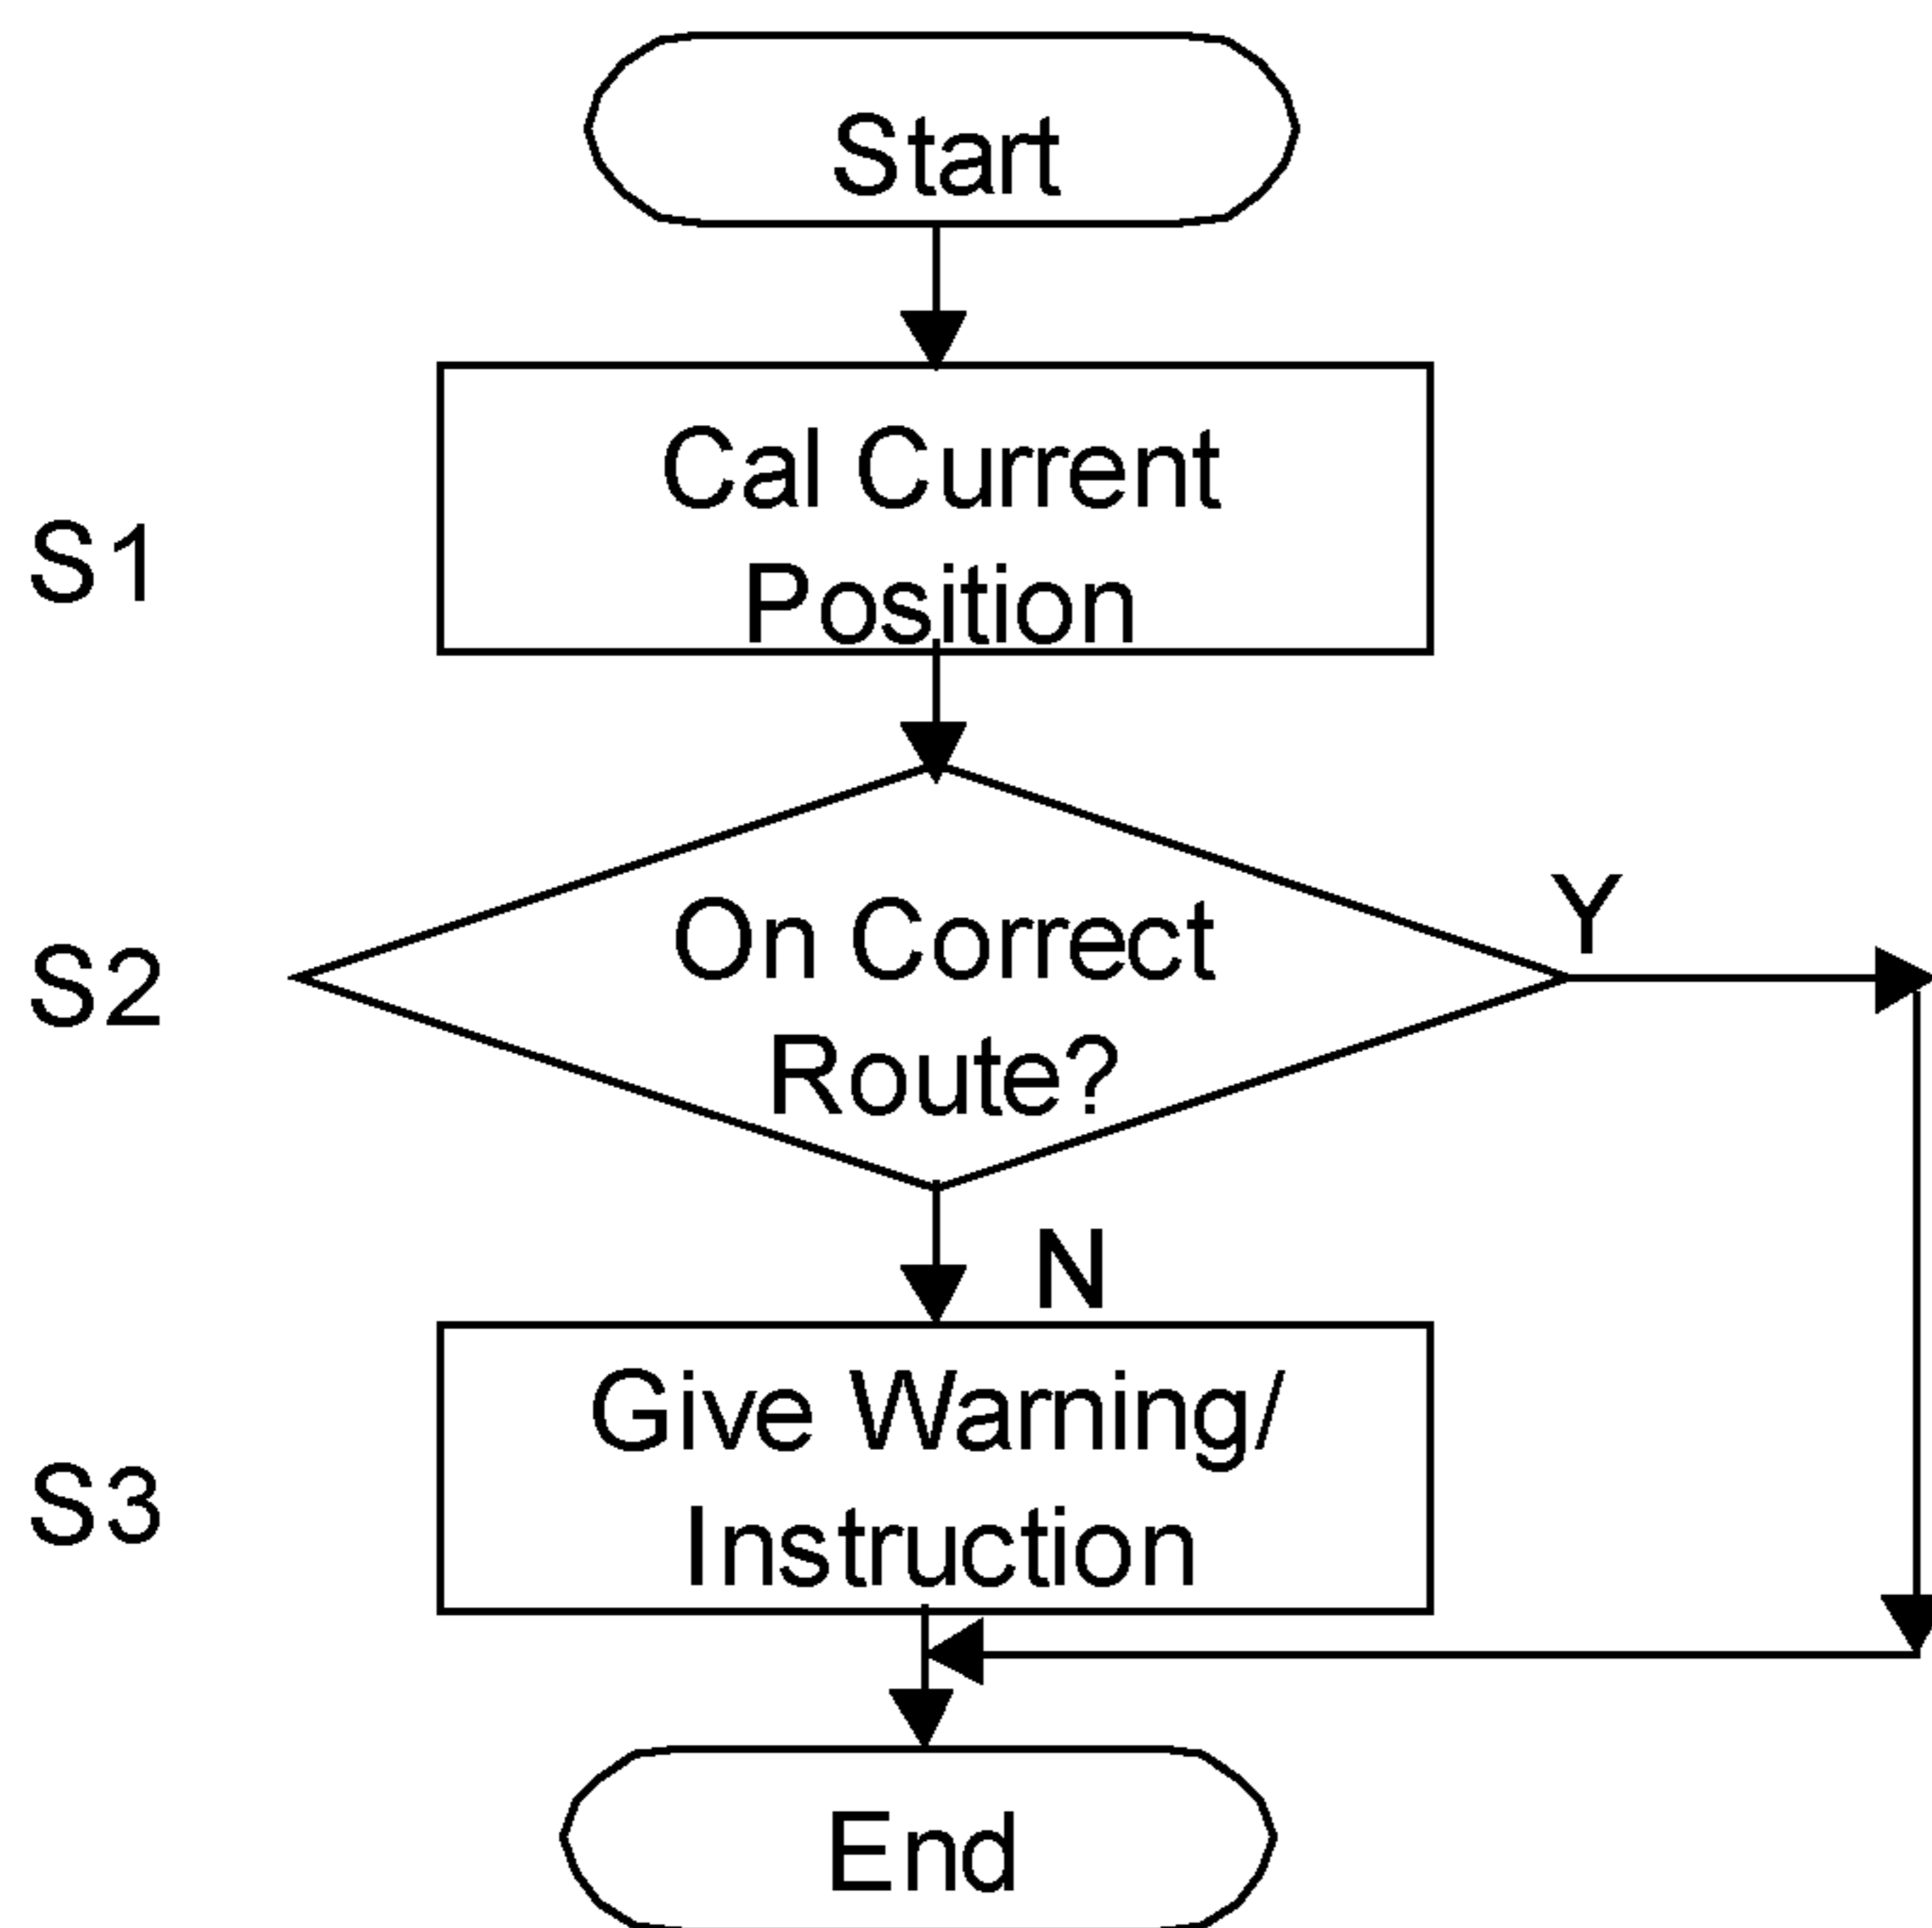 Start
S1
Cal Current
Position
S2
On Correct
Route?
Y
N
S3
Give Warning/
Instruction
End